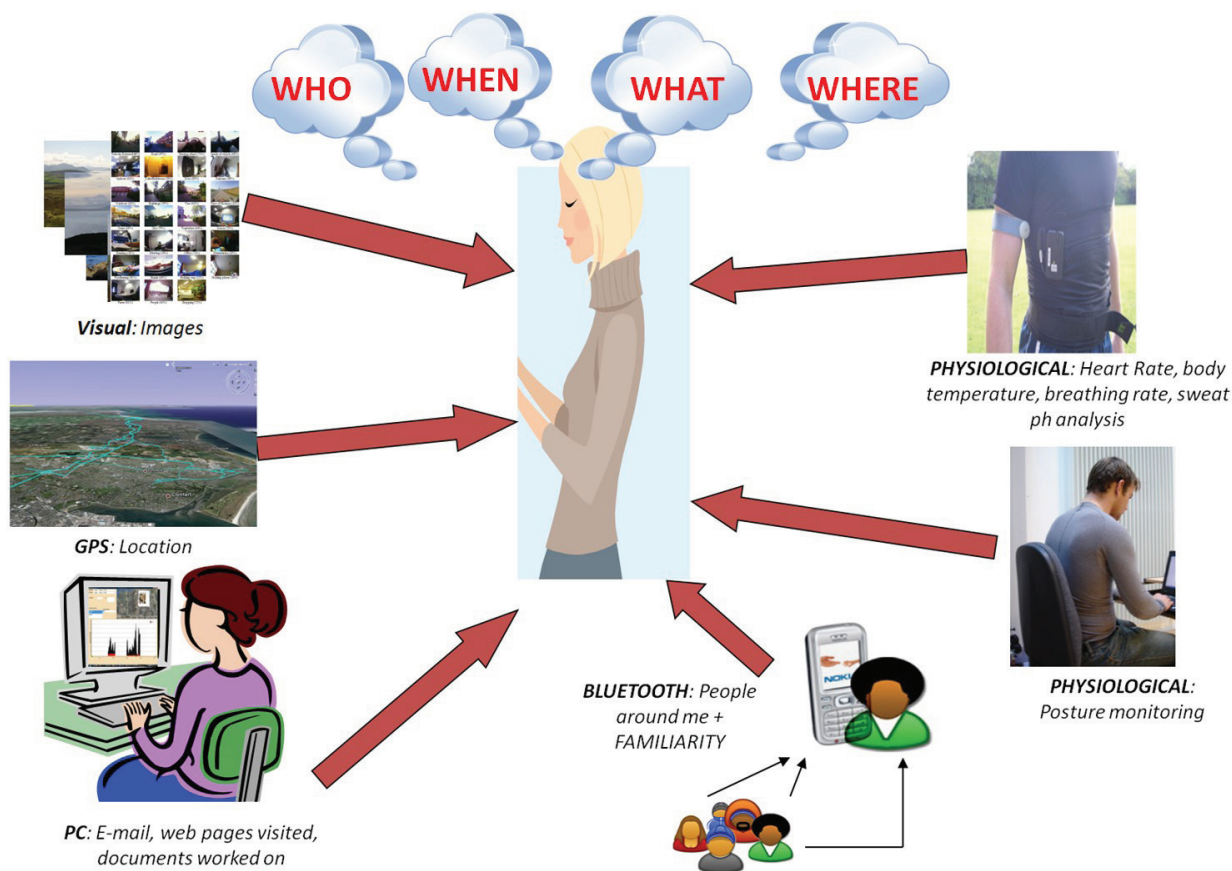 WHO
WHEN
WHAT
WHERE
Visual: Images
PHYSIOLOGICAL: Heart Rate, body
temperature, breathing rate, sweat
ph analysis
GPS: Location
PHYSIOLOGICAL:
Posture monitoring
BLUETOOTH: People
around me +
FAMILIARITY
NOKIA
PC: E-mail, web pages visited,
documents worked on